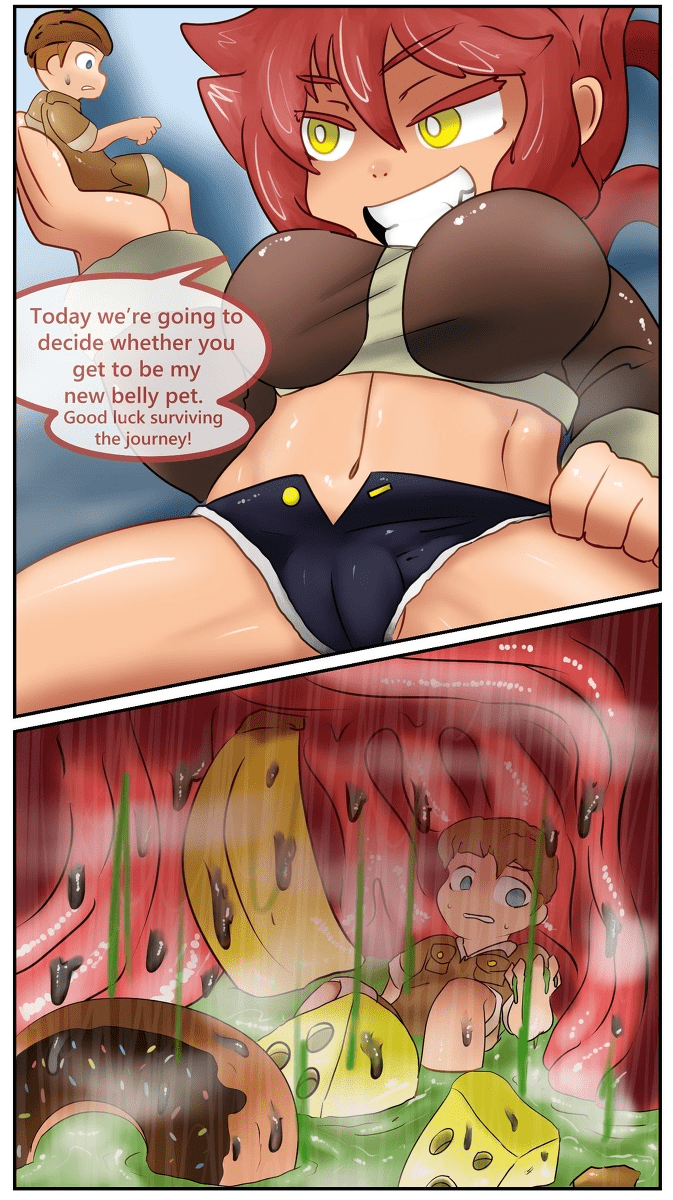 Today we're going to
decide whether you
get to be my
new belly pet.
Good luck surviving
the journey!